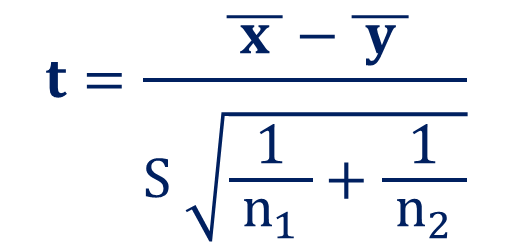 t = (x̅ − y̅) / (S √(1/n₁ + 1/n₂))